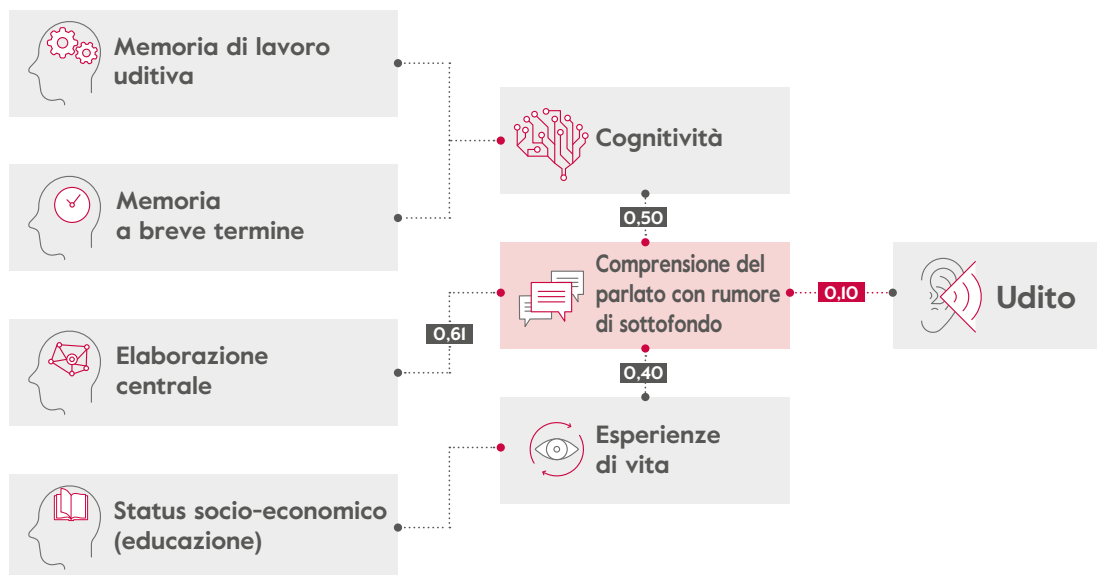 Memoria di lavoro
uditiva
Memoria
a breve termine
Elaborazione
centrale
Status socio-economico
(educazione)
0,61
Cognitività
0,50
Comprensione del
parlato con rumore
di sottofondo
0,40
Esperienze
di vita
0,10
Udito